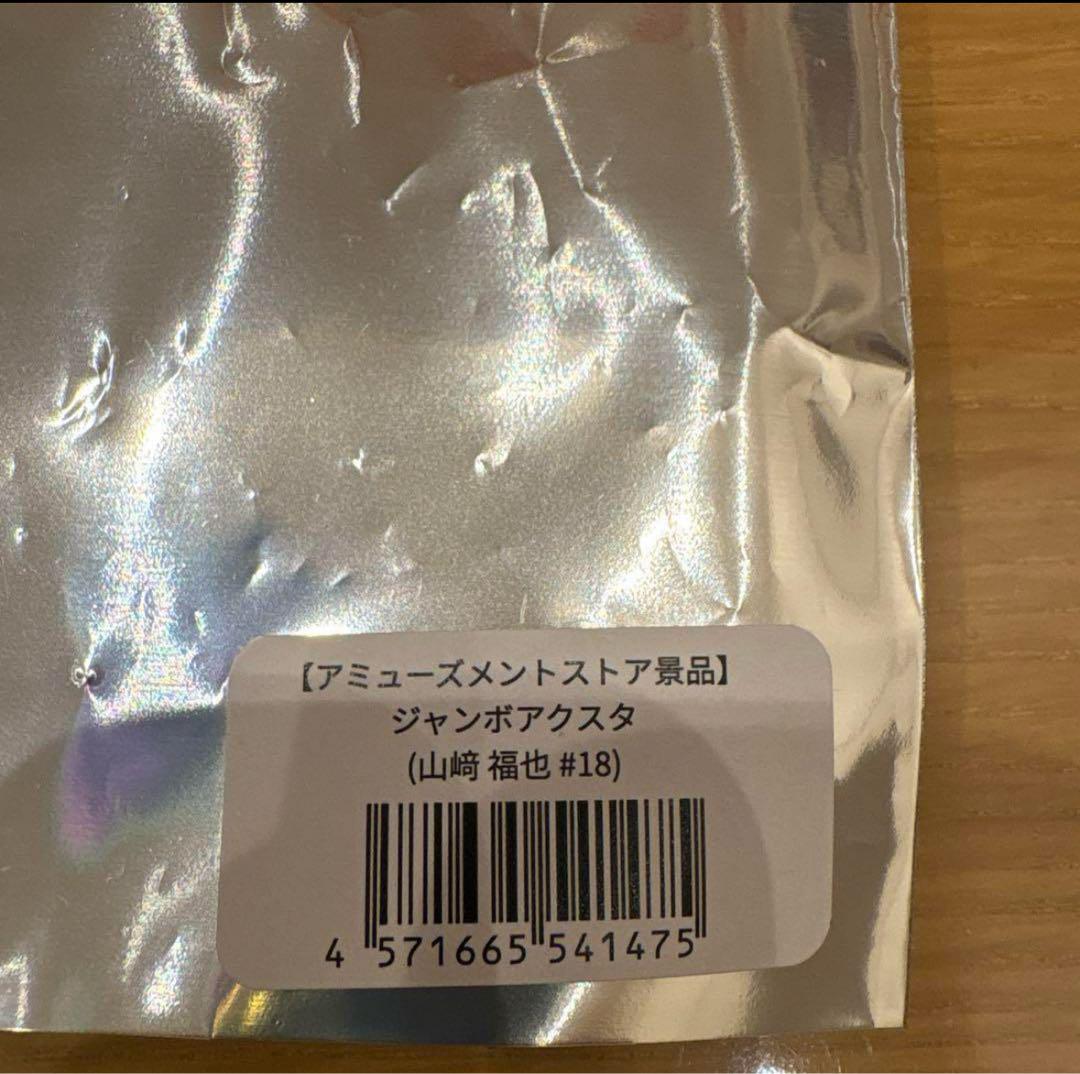 【アミューズメントストア景品】
ジャンボアクスタ
(山﨑 福也 #18)
4 571665 541475